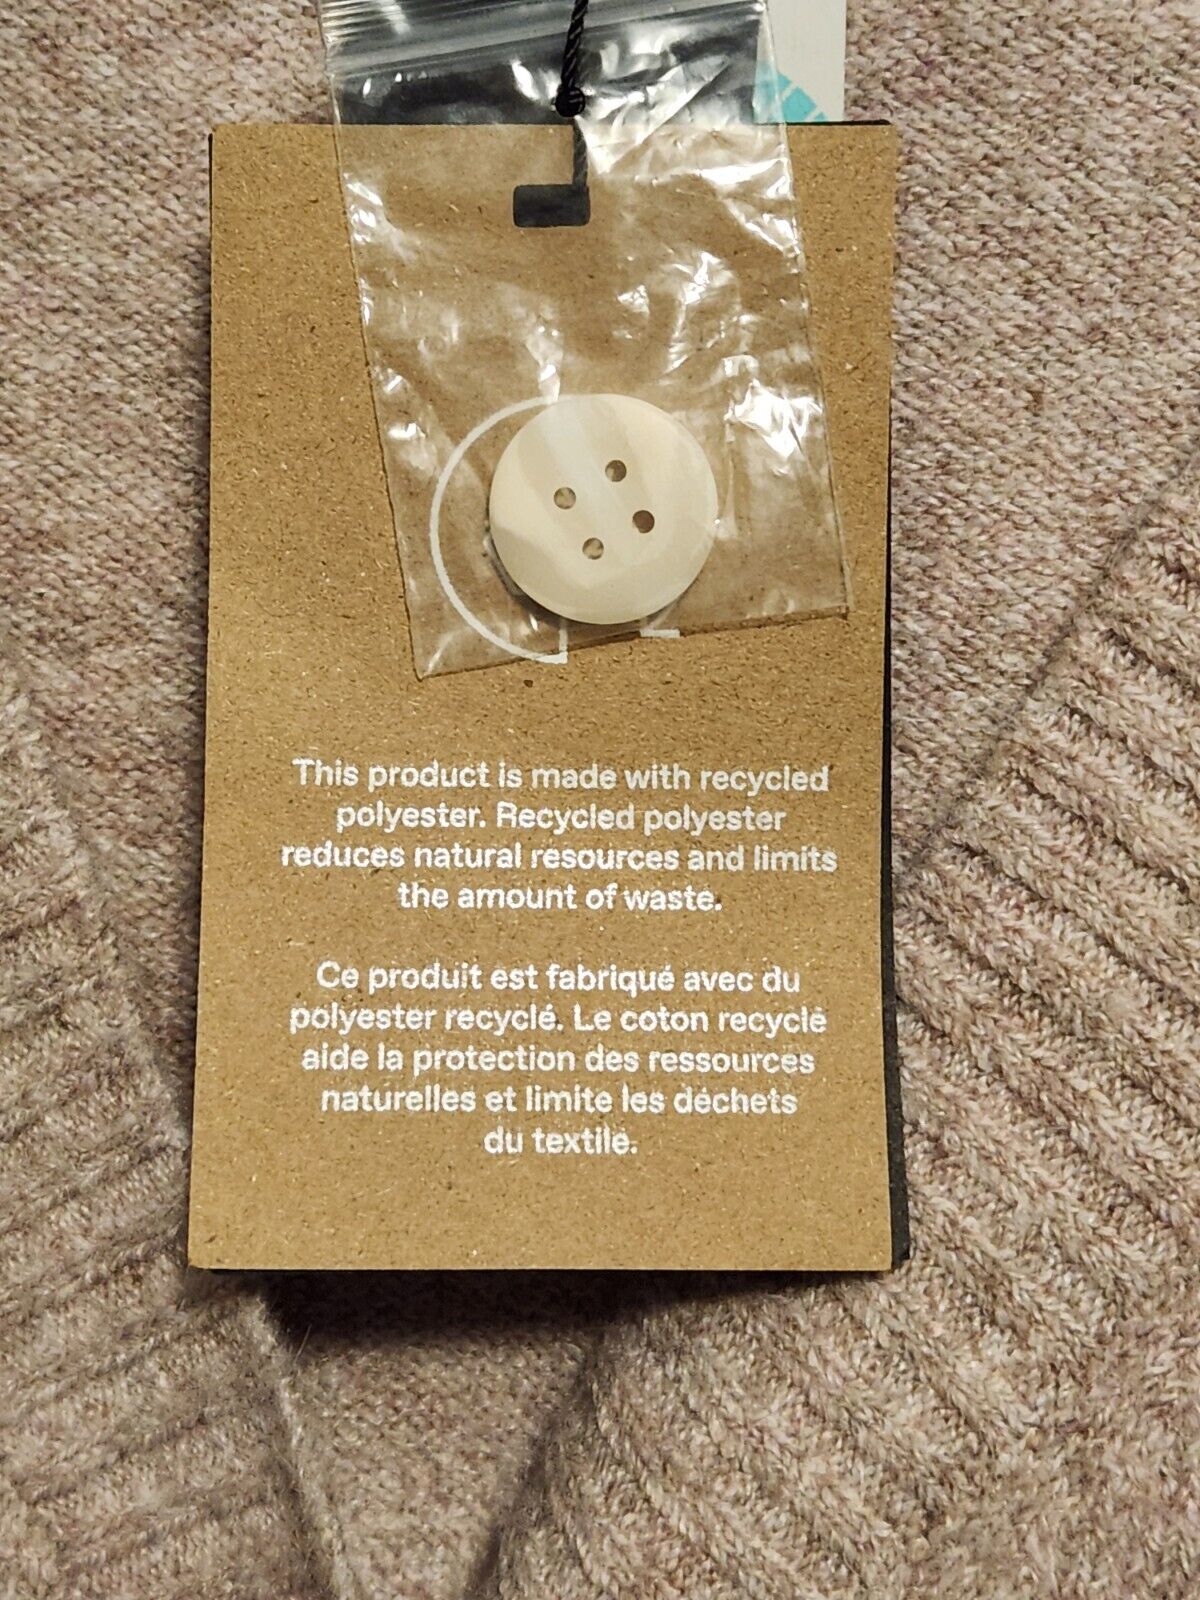 This product is made with recycled
polyester. Recycled polyester
reduces natural resources and limits
the amount of waste.
Ce produit est fabriqué avec du
polyester recyclé. Le coton recyclé
aide la protection des ressources
naturelles et limite les déchets
du textile.